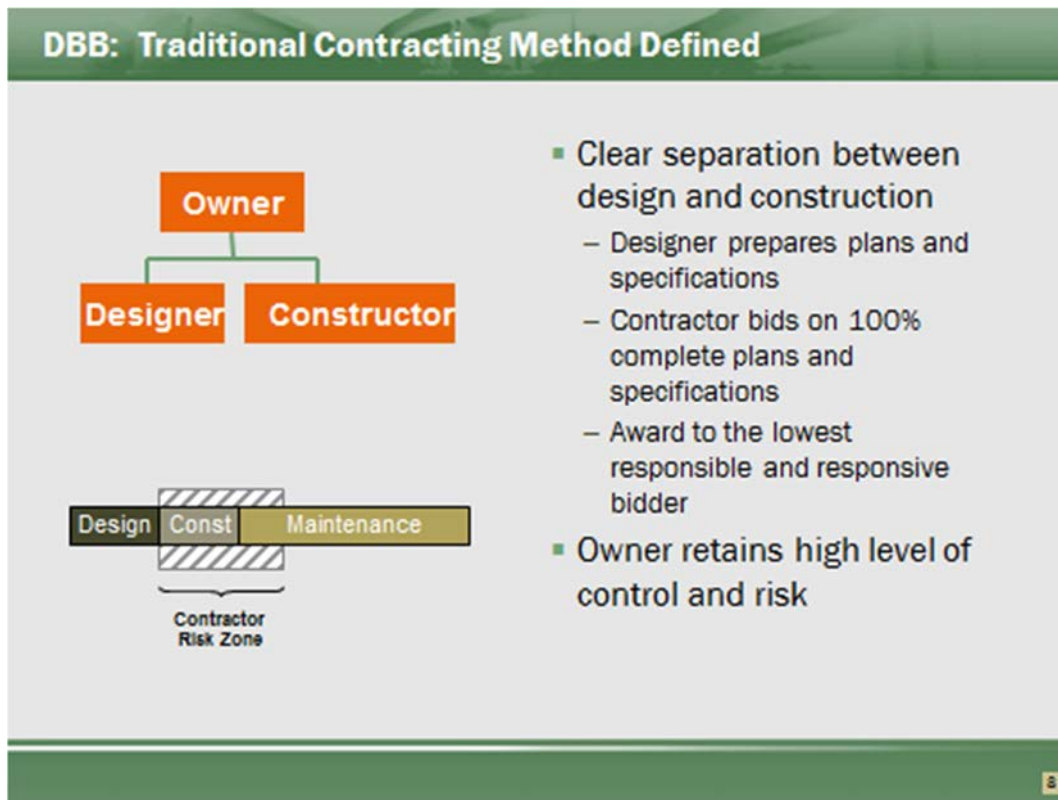 DBB: Traditional Contracting Method Defined
Owner
Designer
Constructor
Design
Const
Maintenance
Contractor
Risk Zone
▪ Clear separation between
design and construction
– Designer prepares plans and
specifications
– Contractor bids on 100%
complete plans and
specifications
– Award to the lowest
responsible and responsive
bidder
▪ Owner retains high level of
control and risk
8